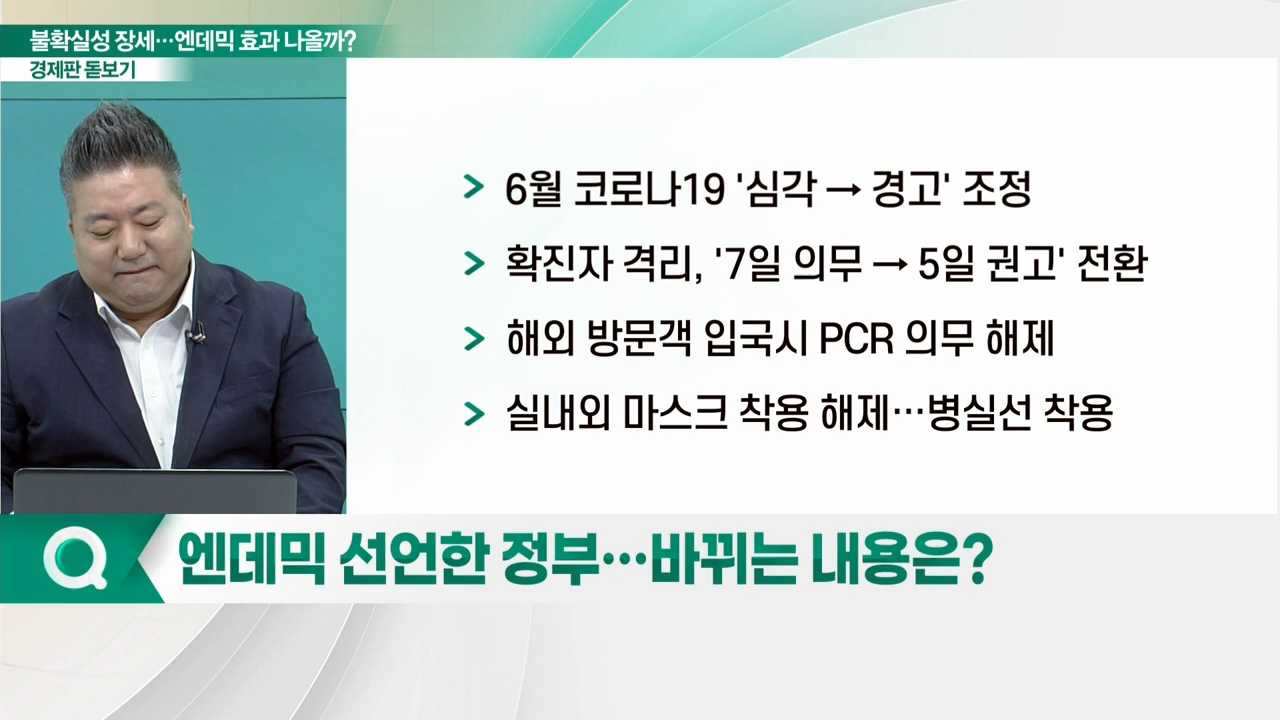 불확실성 장세…엔데믹 효과 나올까?
경제판 돋보기
6월 코로나19 '심각 → 경고' 조정
확진자 격리, '7일 의무 → 5일 권고' 전환
해외 방문객 입국시 PCR 의무 해제
실내외 마스크 착용 해제…병실선 착용
Q 엔데믹 선언한 정부…바뀌는 내용은?